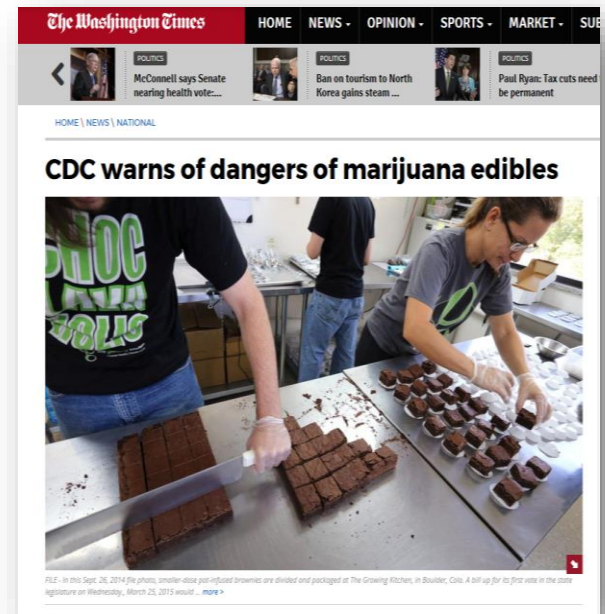 The Washington Times
HOME NEWS OPINION SPORTS MARKET SUB
POLITICS
McConnell says Senate
nearing health vote:...
POLITICS
Ban on tourism to North
Korea gains steam ...
POLITICS
Paul Ryan: Tax cuts need
be permanent
HOME \ NEWS \ NATIONAL
CDC warns of dangers of marijuana edibles
CHOC
HOLIC
FILE - In this Sept. 26, 2014 file photo, smaller-dose pot-infused brownies are divided and packaged at The Growing Kitchen, in Boulder, Colo. A bill up for its first vote in the state
legislature on Wednesday,, March 25, 2015 would ... more >